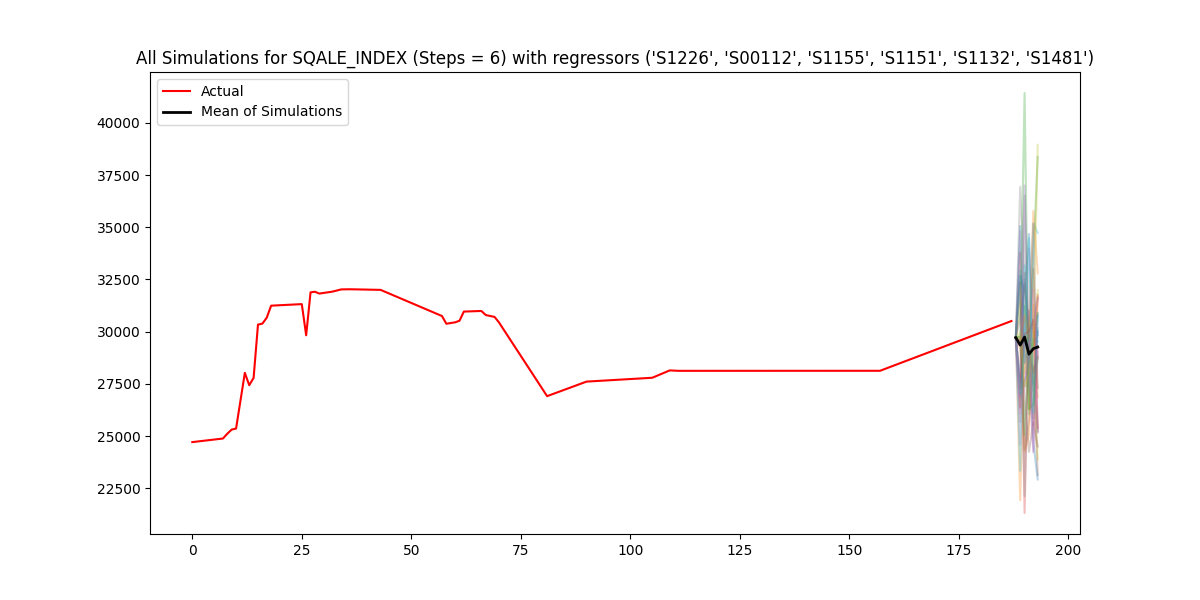 All Simulations for SQALE_INDEX (Steps = 6) with regressors ('S1226', 'S00112', 'S1155', 'S1151', 'S1132', 'S1481')
Actual
Mean of Simulations
40000
37500
35000
32500
30000
27500
25000
22500
0 25 50 75 100 125 150 175 200